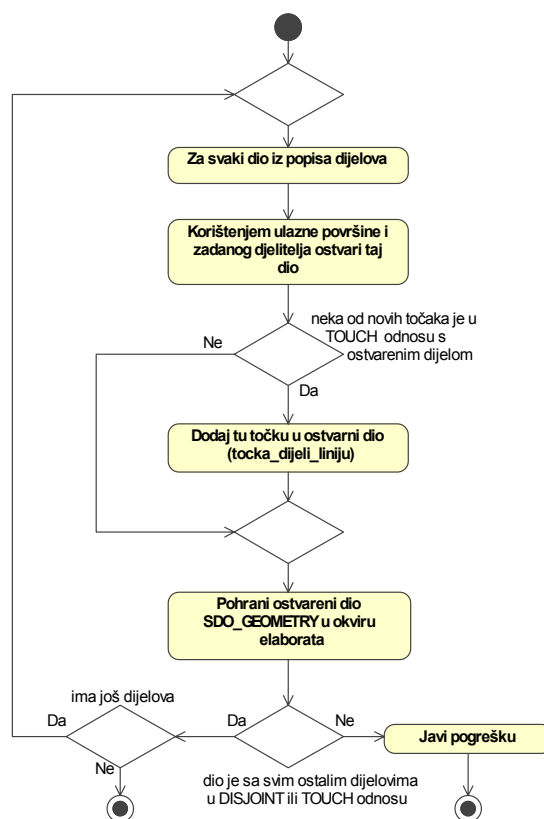 Za svaki dio iz popisa dijelova
Korištenjem ulazne površine i
zadanog djelitelja ostvari taj
dio
neka od novih točaka je u
TOUCH odnosu s
ostvarenim dijelom
Ne
Da
Dodaj tu točku u ostvarni dio
(tocka_dijeli_liniju)
Pohrani ostvareni dio
SDO_GEOMETRY u okviru
elaborata
ima još dijelova
Da
Da
Ne
Javi pogrešku
Ne
dio je sa svim ostalim dijelovima
u DISJOINT ili TOUCH odnosu